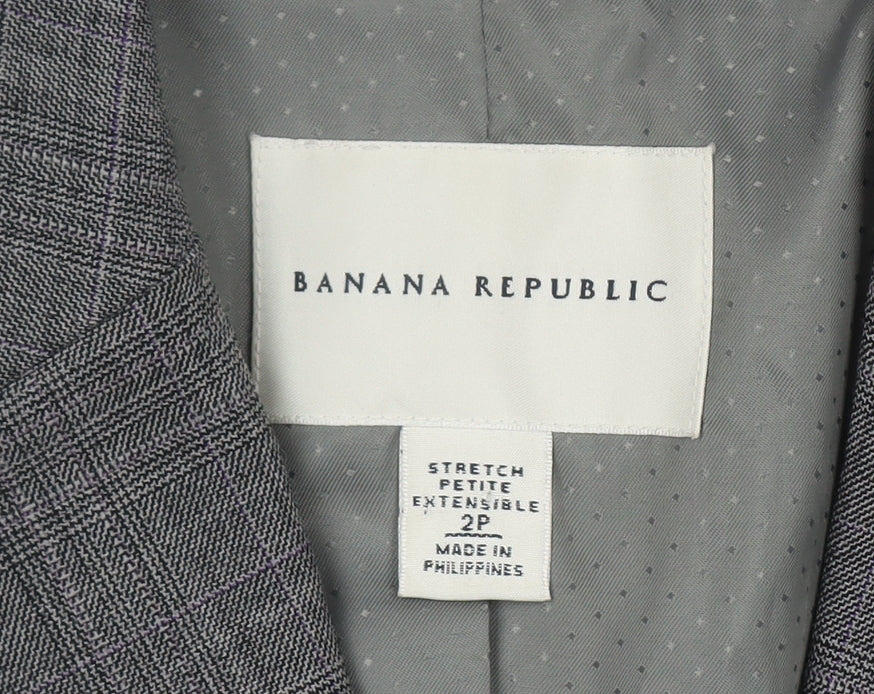 BANANA REPUBLIC
STRETCH
PETITE
EXTENSIBLE
2P
MADE IN
PHILIPPINES